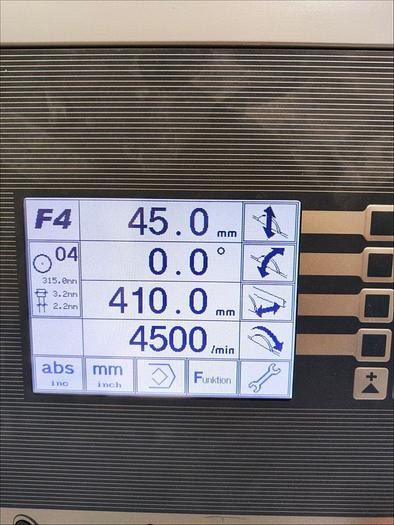 F4 45.0 mm
04 0.0°
315.0mm
3.2mm 410.0 mm
2.2mm
4500 /min
abs mm Funktion
inc inch